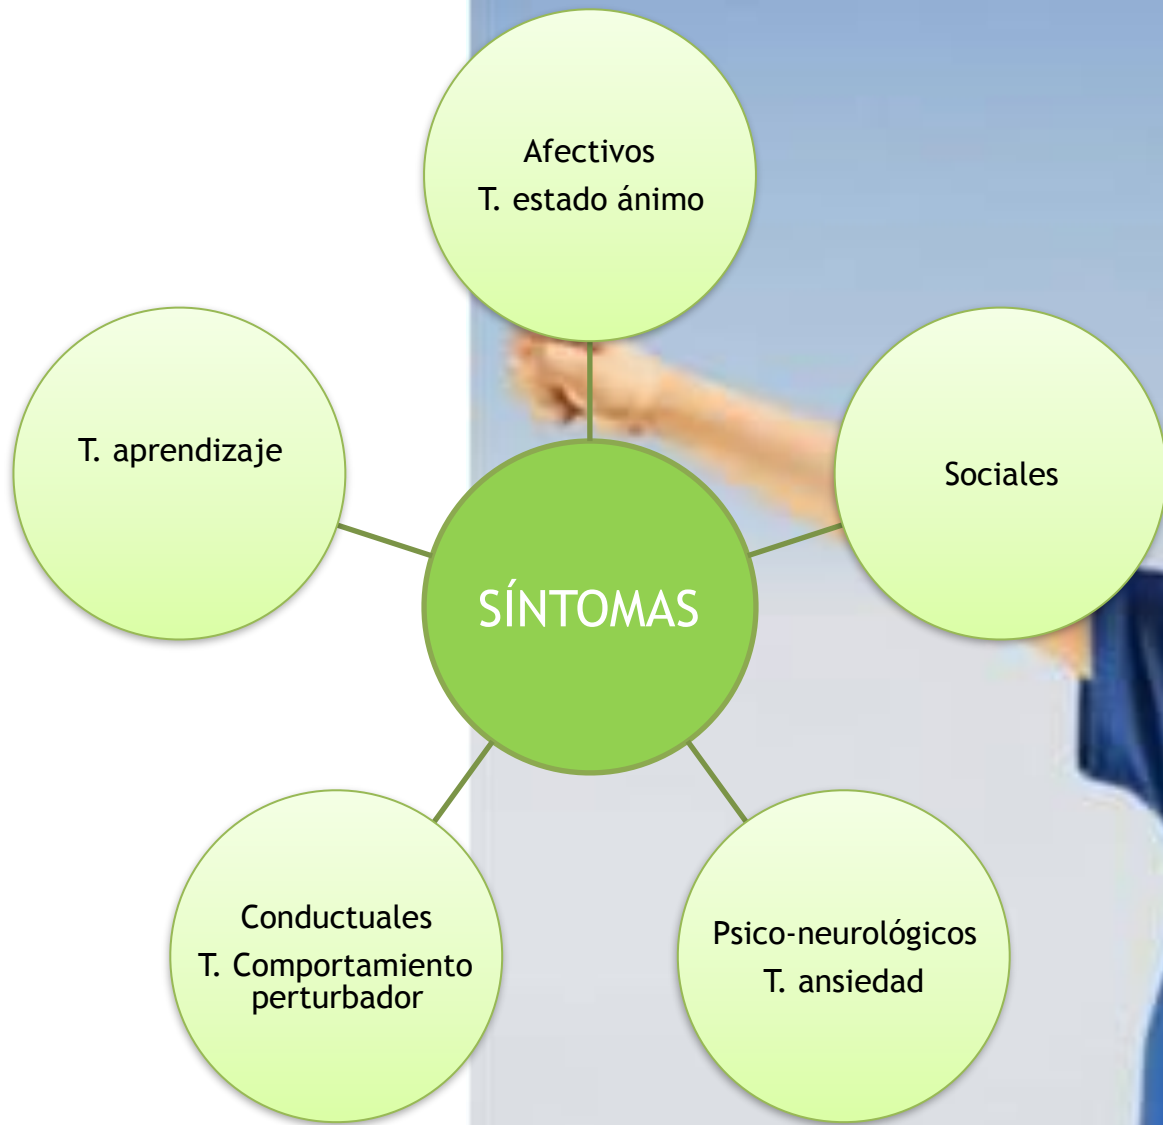 Afectivos
T. estado ánimo
Sociales
Psico-neurológicos
T. ansiedad
Conductuales
T. Comportamiento
perturbador
T. aprendizaje
SÍNTOMAS